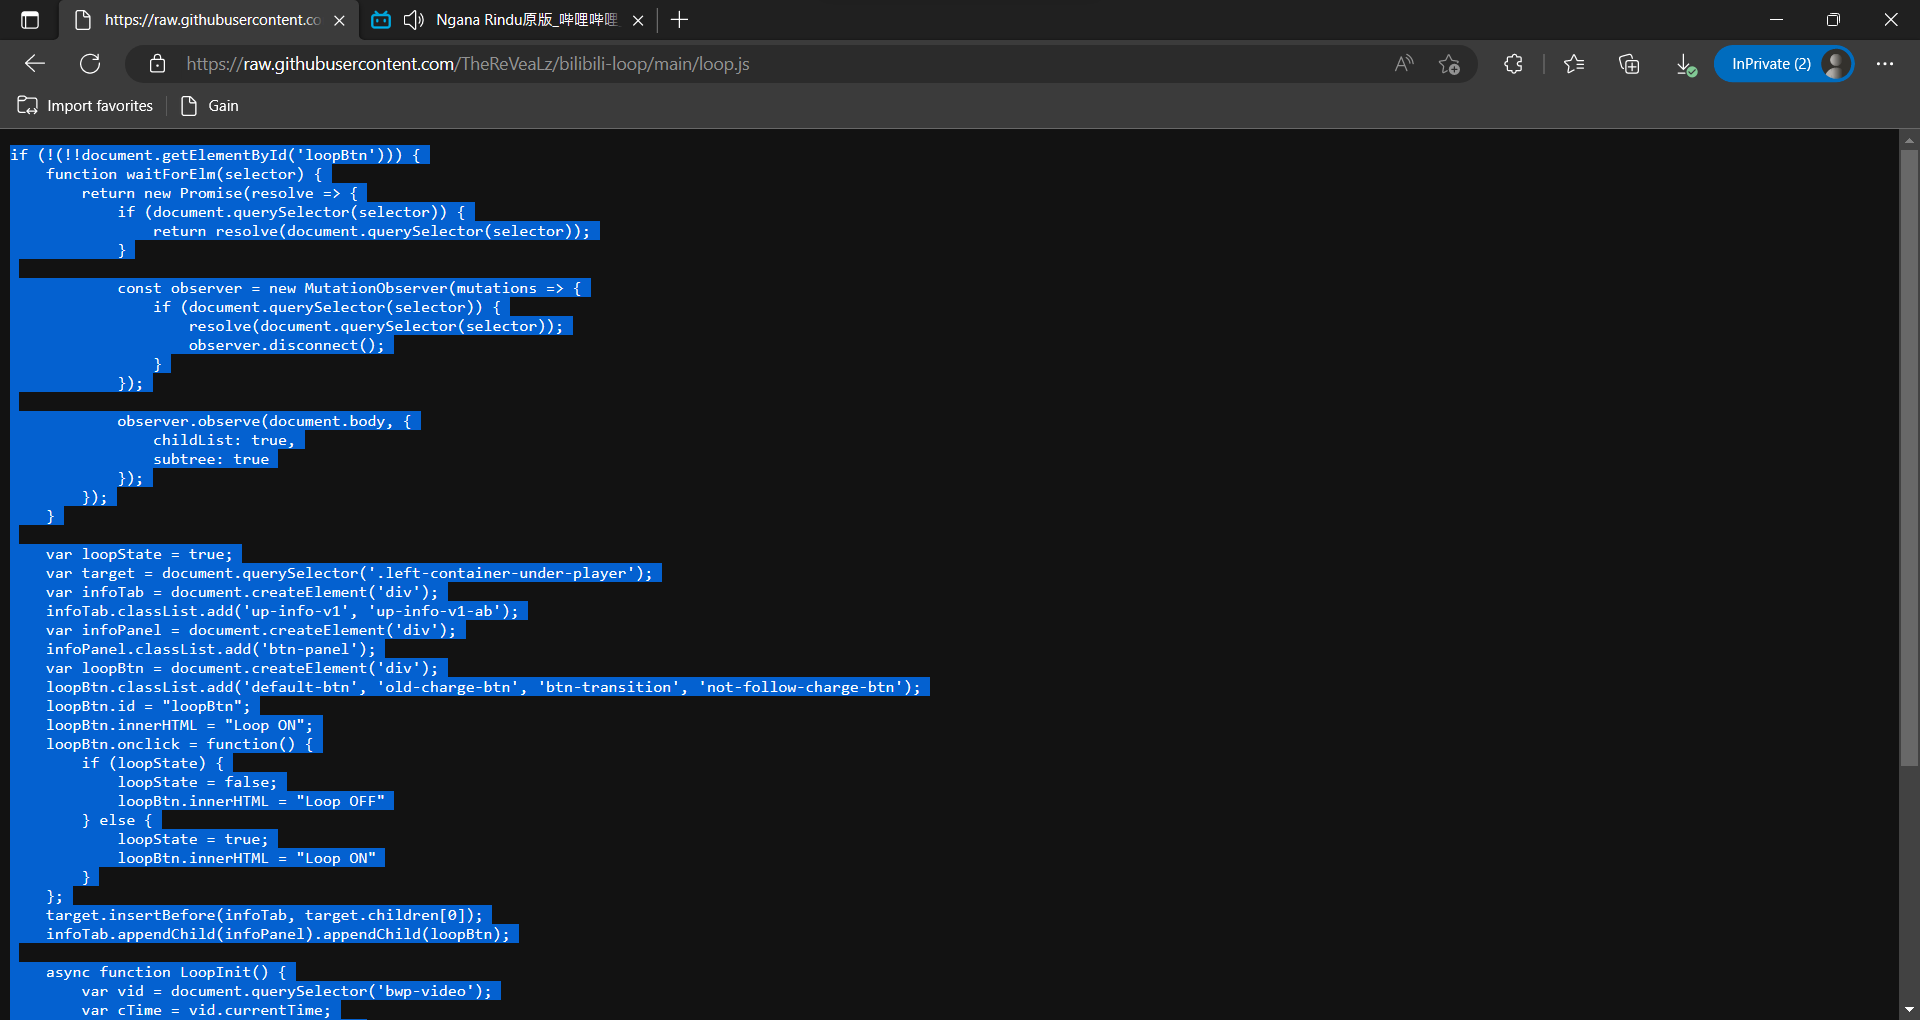 https://raw.githubusercontent.co
Ngana Rindu原版_哔哩哔哩_
https://raw.githubusercontent.com/TheReVeaLz/bilibili-loop/main/loop.js
InPrivate (2)
Import favorites
Gain
if (!(!!document.getElementById('loopBtn'))) {
    function waitForElm(selector) {
        return new Promise(resolve => {
            if (document.querySelector(selector)) {
                return resolve(document.querySelector(selector));
            }
            const observer = new MutationObserver(mutations => {
                if (document.querySelector(selector)) {
                    resolve(document.querySelector(selector));
                    observer.disconnect();
                }
            });
            observer.observe(document.body, {
                childList: true,
                subtree: true
            });
        });
    }
    var loopState = true;
    var target = document.querySelector('.left-container-under-player');
    var infoTab = document.createElement('div');
    infoTab.classList.add('up-info-v1', 'up-info-v1-ab');
    var infoPanel = document.createElement('div');
    infoPanel.classList.add('btn-panel');
    var loopBtn = document.createElement('div');
    loopBtn.classList.add('default-btn', 'old-charge-btn', 'btn-transition', 'not-follow-charge-btn');
    loopBtn.id = "loopBtn";
    loopBtn.innerHTML = "Loop ON";
    loopBtn.onclick = function() {
        if (loopState) {
            loopState = false;
            loopBtn.innerHTML = "Loop OFF"
        } else {
            loopState = true;
            loopBtn.innerHTML = "Loop ON"
        }
    };
    target.insertBefore(infoTab, target.children[0]);
    infoTab.appendChild(infoPanel).appendChild(loopBtn);
    async function LoopInit() {
        var vid = document.querySelector('bwp-video');
        var cTime = vid.currentTime;